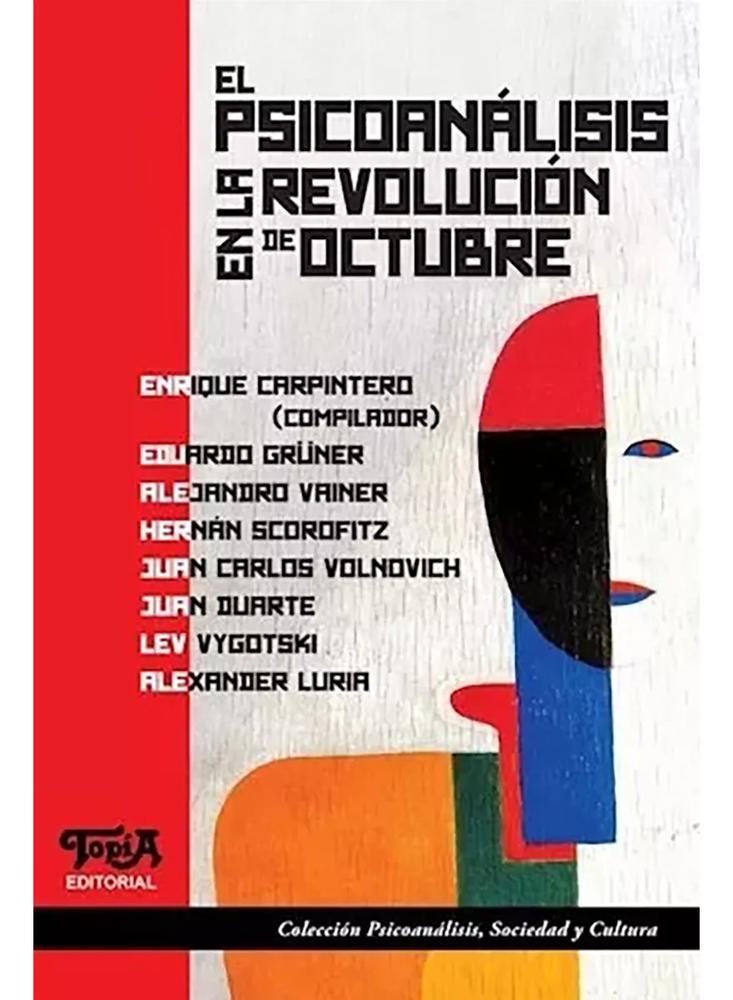 EL
PSICOANÁLISIS
EN LA REVOLUCIÓN
DE OCTUBRE
ENRIQUE CARPINTERO
(COMPILADOR)
EDUARDO GRÜNER
ALEJANDRO VAINER
HERNÁN SCOROFITZ
JUAN CARLOS VOLNOVICH
JUAN DUARTE
LEV VYGOTSKI
ALEXANDER LURIA
TOPÍA
EDITORIAL
Colección Psicoanálisis, Sociedad y Cultura